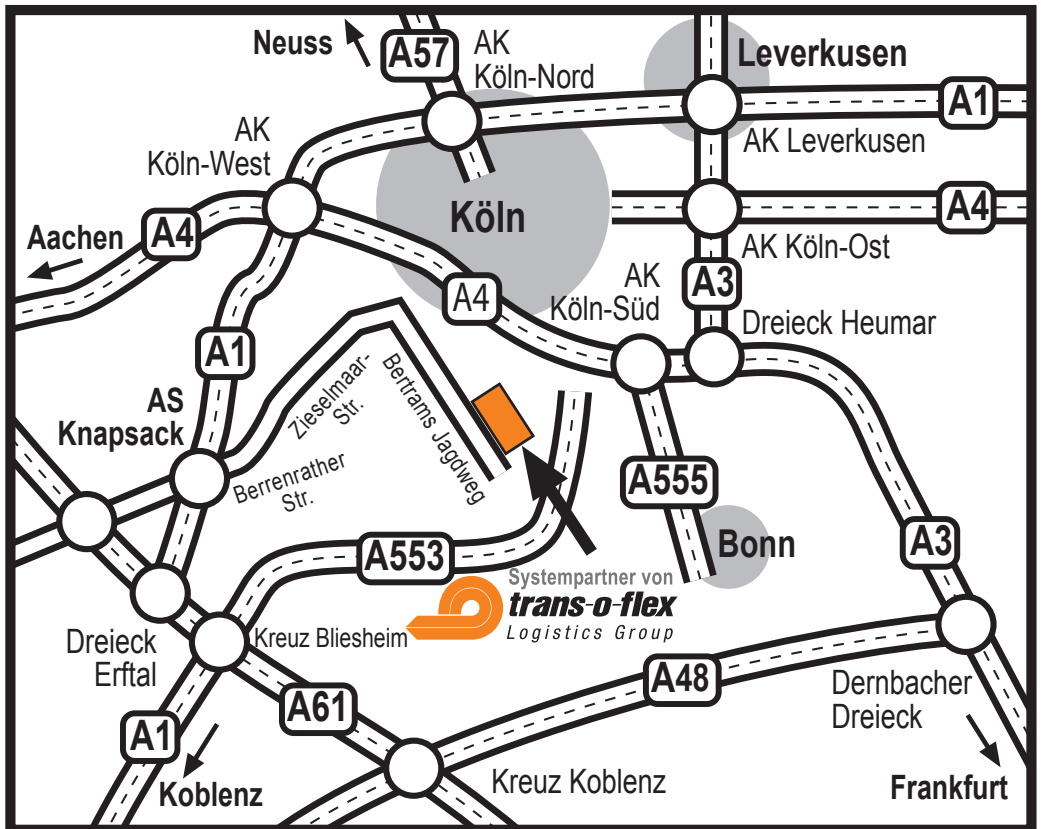 Neuss
A57
AK
Köln-Nord
Leverkusen
A1
AK
Köln-West
AK Leverkusen
Köln
A4
Aachen
A4
AK Köln-Ost
AK
Köln-Süd
A3
A4
Dreieck Heumar
A1
Zieselmaar-
Str.
Bertrams Jagdweg
AS
Knapsack
Berrenrather
Str.
A555
A553
Bonn
A3
Systempartner von
trans-o-flex
Logistics Group
Dreieck
Erftal
Kreuz Bliesheim
A61
A48
Dernbacher
Dreieck
A1
Koblenz
Kreuz Koblenz
Frankfurt